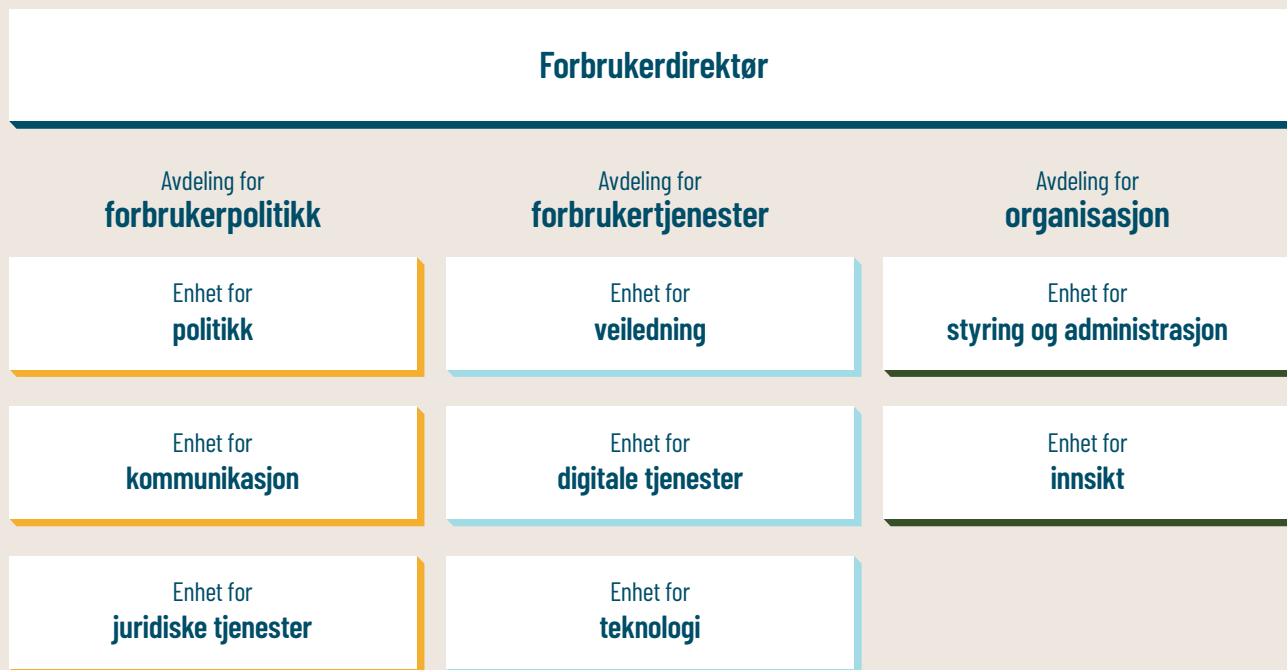 Forbrukerdirektør
Avdeling for
forbrukerpolitikk
Avdeling for
forbrukertjenester
Avdeling for
organisasjon
Enhet for
politikk
Enhet for
veiledning
Enhet for
styring og administrasjon
Enhet for
kommunikasjon
Enhet for
digitale tjenester
Enhet for
innsikt
Enhet for
juridiske tjenester
Enhet for
teknologi